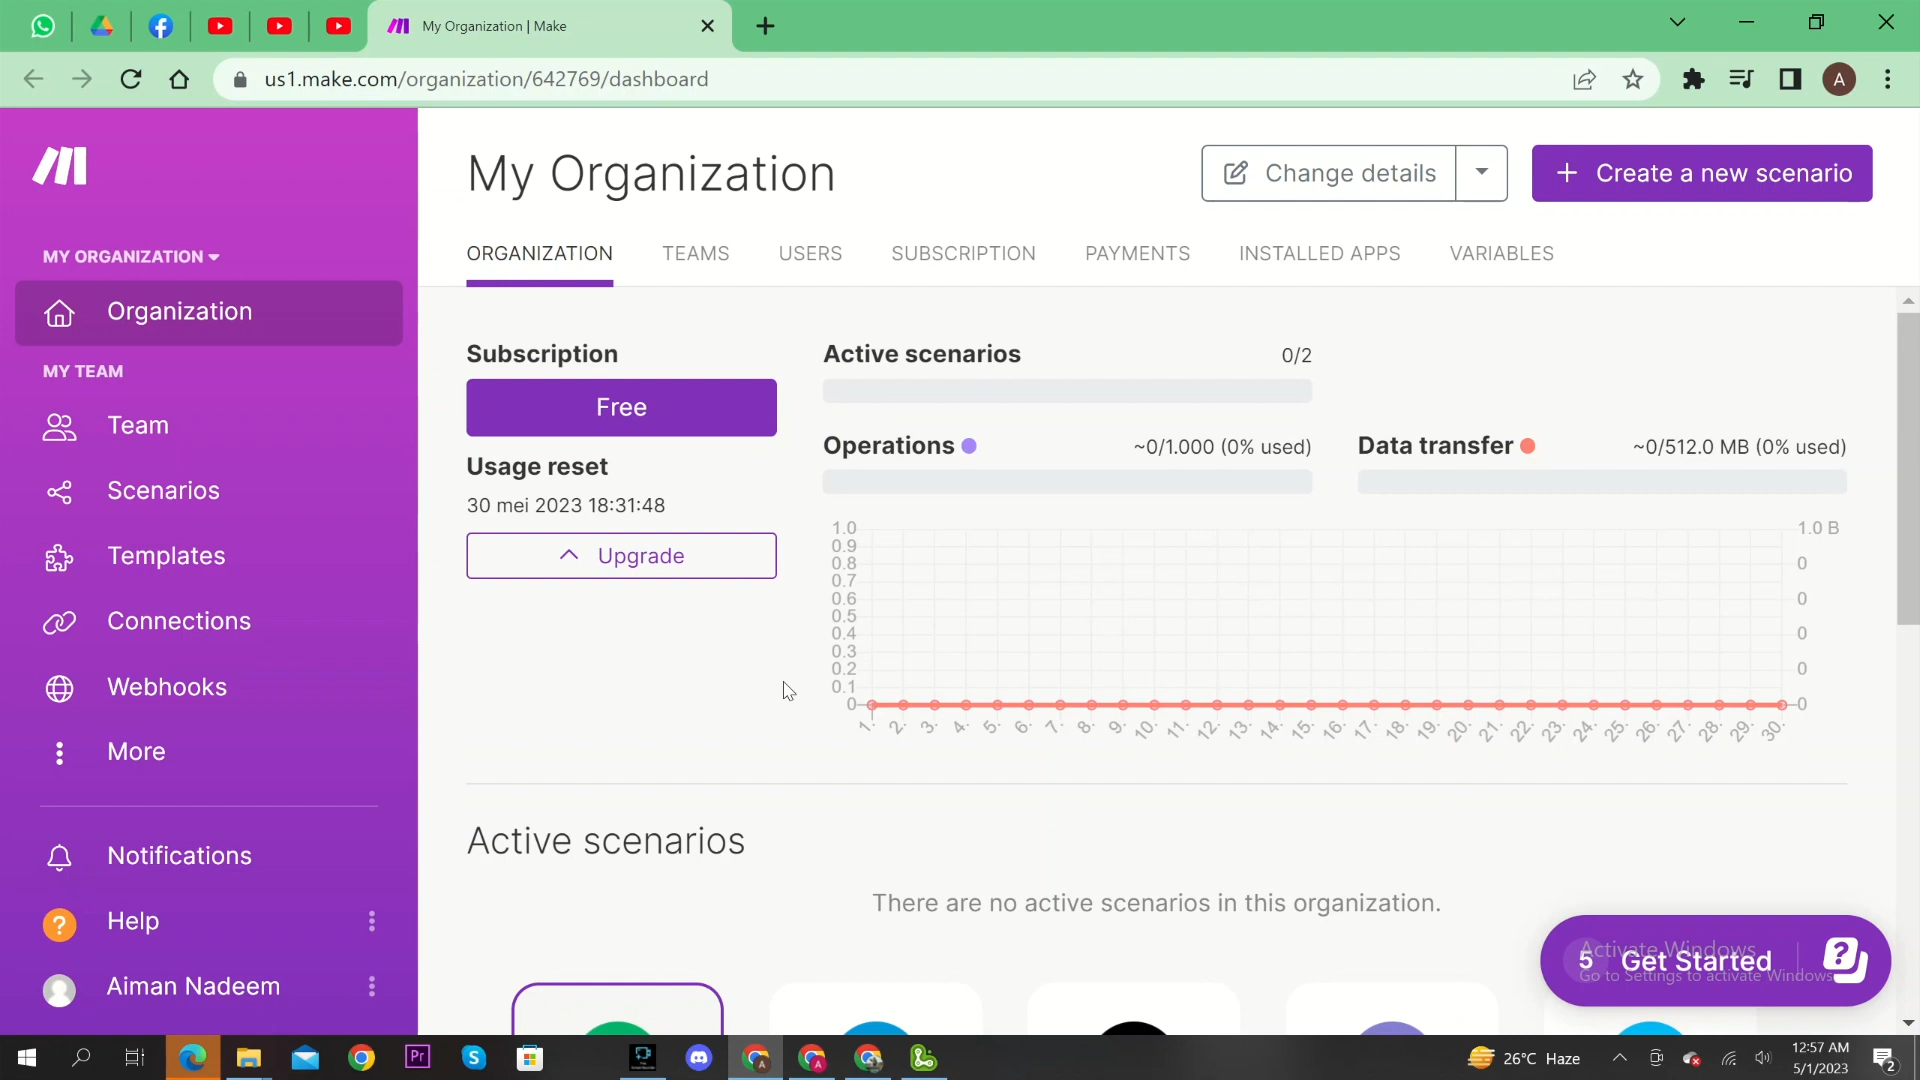 My Organization | Make
us1.make.com/organization/642769/dashboard
A
My Organization
Change details
+ Create a new scenario
MY ORGANIZATION
Organization
MY TEAM
Team
Scenarios
Templates
Connections
Webhooks
More
Notifications
? Help
Aiman Nadeem
ORGANIZATION TEAMS USERS SUBSCRIPTION PAYMENTS INSTALLED APPS VARIABLES
Subscription
Free
Usage reset
30 mei 2023 18:31:48
Upgrade
Active scenarios 0/2
Operations ~0/1.000 (0% used)
Data transfer ~0/512.0 MB (0% used)
1.0 1.0 B
0.9
0.8 0
0.7
0.6 0
0.5
0.4 0
0.3
0.2 0
0.1
0 0
1. 2. 3. 4. 5. 6. 7. 8. 9. 10. 11. 12. 13. 14. 15. 16. 17. 18. 19. 20. 21. 22. 23. 24. 25. 26. 27. 28. 29. 30.
Active scenarios
There are no active scenarios in this organization.
Activate Windows
5 Get Started ?
Go to Settings to activate Windows.
Pr
S
A
A
26°C Haze
12:57 AM
5/1/2023
2